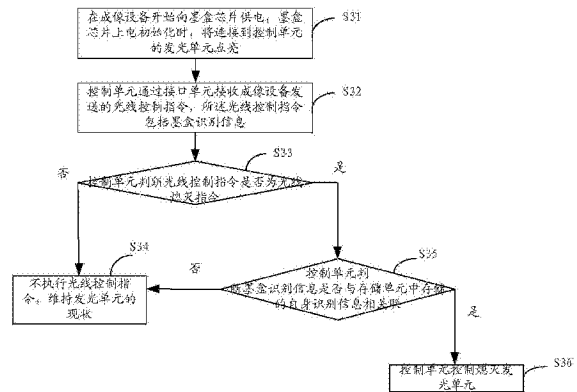 S31
在成像设备开始向墨盒芯片供电，墨盒
芯片上电初始化时，将连接到控制单元
的发光单元点亮
S32
控制单元通过接口单元接收成像设备发
送的光线控制指令，所述光线控制指令
包括墨盒识别信息
S33
否
是
控制单元判断光线控制指令是否为光线
熄灭指令
S34
不执行光线控制指
令，维持发光单元的
现状
S35
否
控制单元判
断墨盒识别信息是否与存储单元中存储
的自身识别信息相关联
是
S36
控制单元控制熄灭发
光单元